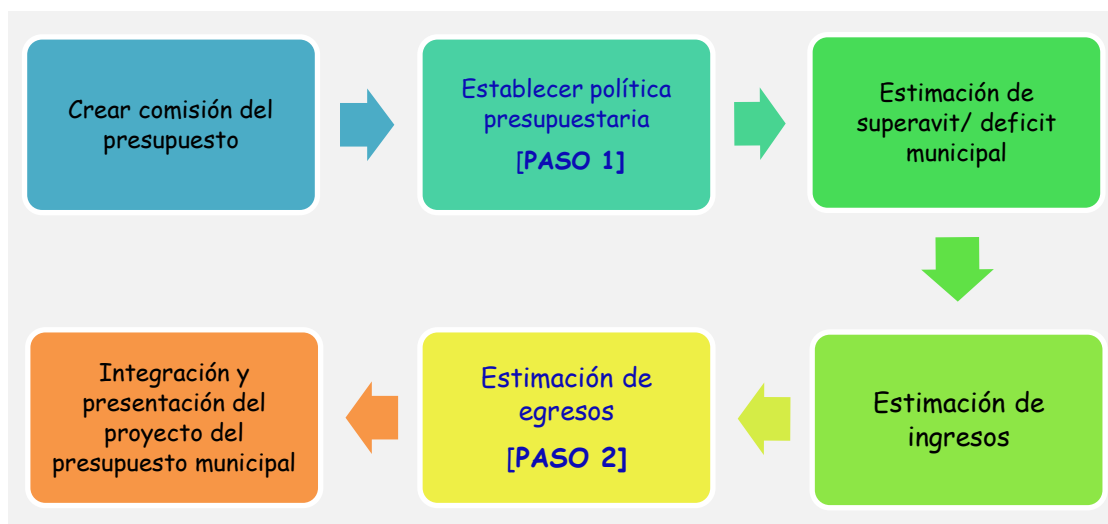 Crear comisión del
presupuesto
Establecer política
presupuestaria
[PASO 1]
Estimación de
superavit/ deficit
municipal
Estimación de
ingresos
Estimación de
egresos
[PASO 2]
Integración y
presentación del
proyecto del
presupuesto municipal